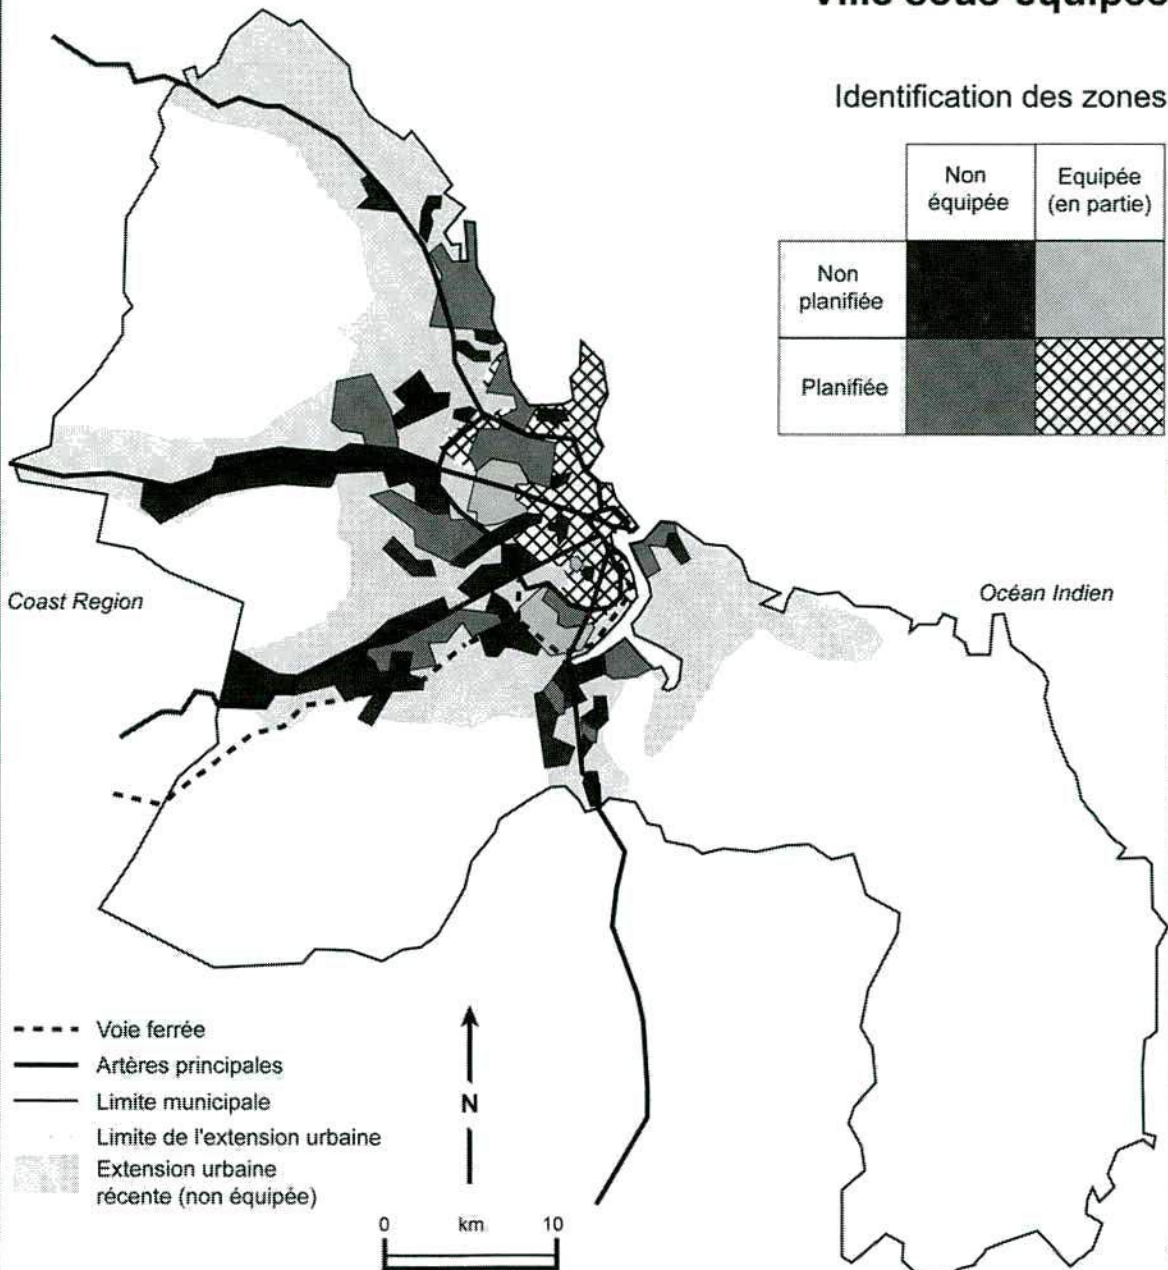 Ville sous-équipée
Identification des zones
Non
équipée
Equipée
(en partie)
Non
planifiée
Planifiée
Coast Region
Océan Indien
Voie ferrée
Artères principales
Limite municipale
Limite de l'extension urbaine
Extension urbaine
récente (non équipée)
N
0 km 10